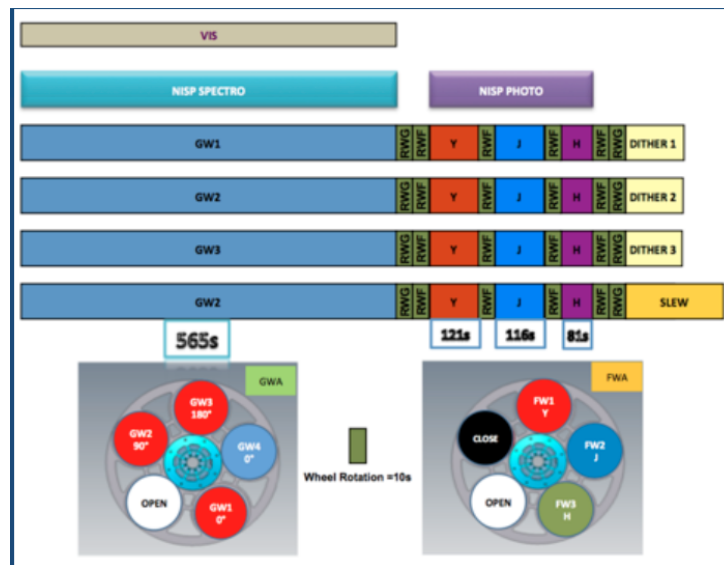 VIS
NISP SPECTRO NISP PHOTO
GW1 RWG RWF Y RWF J RWF H RWF RWG DITHER 1
GW2 RWG RWF Y RWF J RWF H RWF RWG DITHER 2
GW3 RWG RWF Y RWF J RWF H RWF RWG DITHER 3
GW2 RWG RWF Y RWF J RWF H RWF RWG SLEW
565s 121s 116s 81s
GWA
GW3
180°
GW2
90°
GW4
0°
OPEN
GW1
0°
Wheel Rotation =10s
FWA
FW1
Y
CLOSE
FW2
J
OPEN
FW3
H